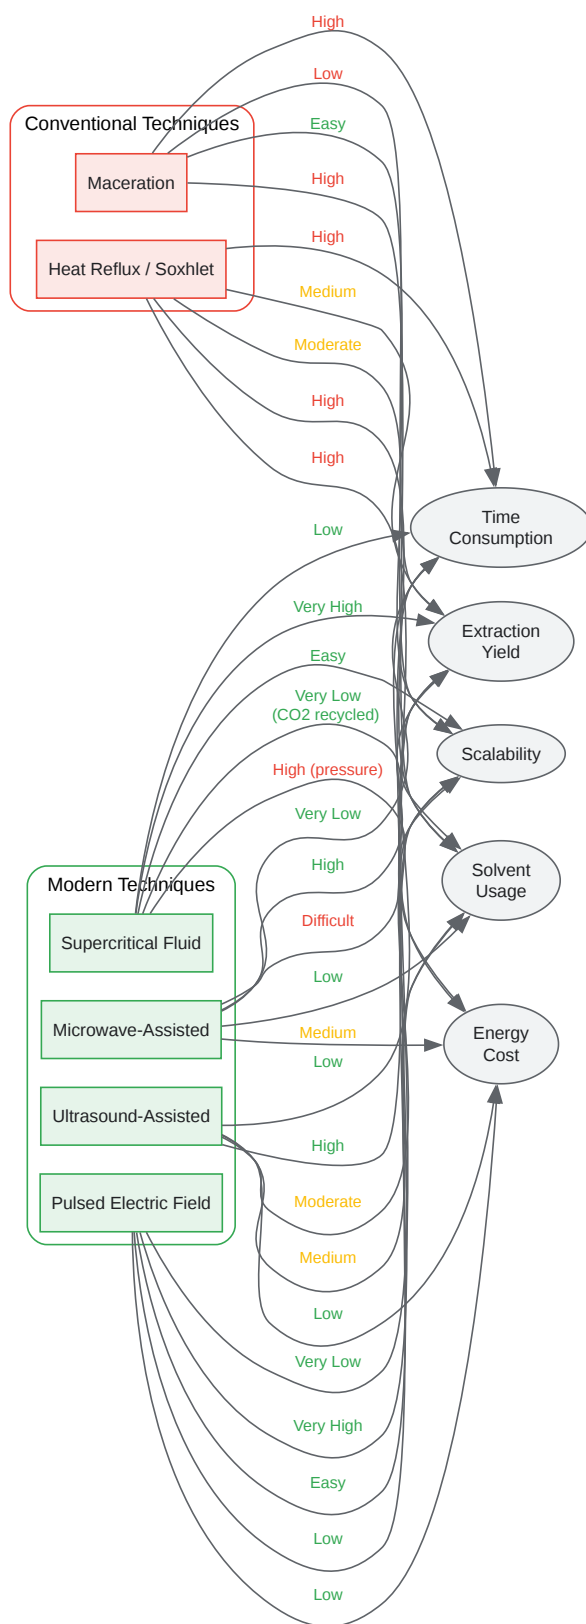 High
Low
Easy
Conventional Techniques
Maceration
High
High
Heat Reflux / Soxhlet
Medium
Moderate
High
High
Time
Consumption
Low
Very High
Extraction
Yield
Easy
Very Low
(CO2 recycled)
Scalability
High (pressure)
Very Low
High
Solvent
Usage
Modern Techniques
Difficult
Supercritical Fluid
Low
Microwave-Assisted
Medium
Energy
Cost
Low
Ultrasound-Assisted
High
Pulsed Electric Field
Moderate
Medium
Low
Very Low
Very High
Easy
Low
Low